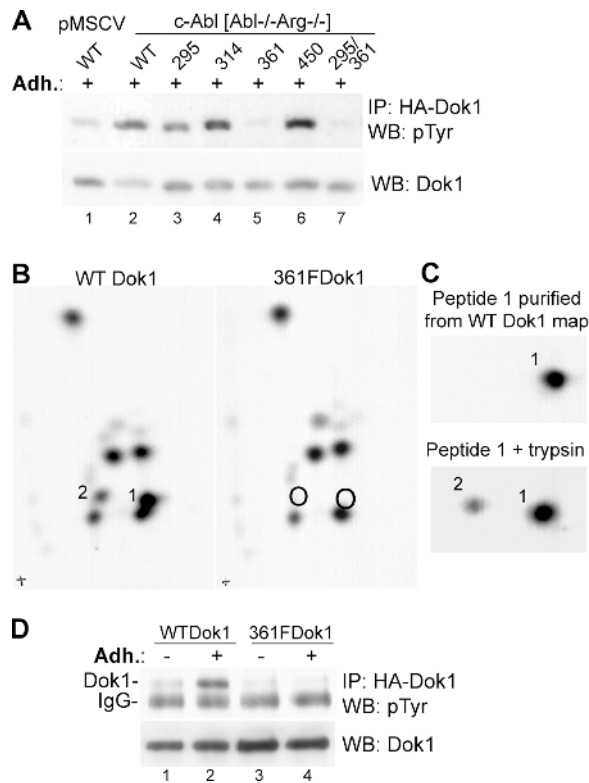 A
pMSCV c-Abl [Abl-/-Arg-/-]
WT WT 295 314 361 450 295/361
Adh.: + + + + + + +
IP: HA-Dok1
WB: pTyr
WB: Dok1
1 2 3 4 5 6 7
B
WT Dok1 361FDok1
2 1
C
Peptide 1 purified
from WT Dok1 map
1
Peptide 1 + trypsin
2 1
D
WTDok1 361FDok1
Adh.: - + - +
Dok1- IP: HA-Dok1
IgG- WB: pTyr
WB: Dok1
1 2 3 4